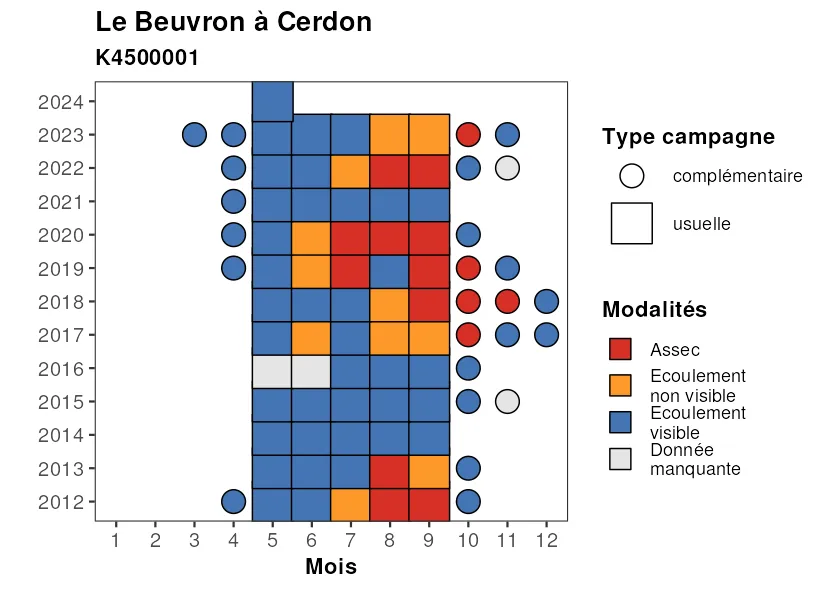 Le Beuvron à Cerdon
K4500001
2024
2023
2022
2021
2020
2019
2018
2017
2016
2015
2014
2013
2012
1 2 3 4 5 6 7 8 9 10 11 12
Mois
Type campagne
complémentaire
usuelle
Modalités
Assec
Ecoulement
non visible
Ecoulement
visible
Donnée
manquante